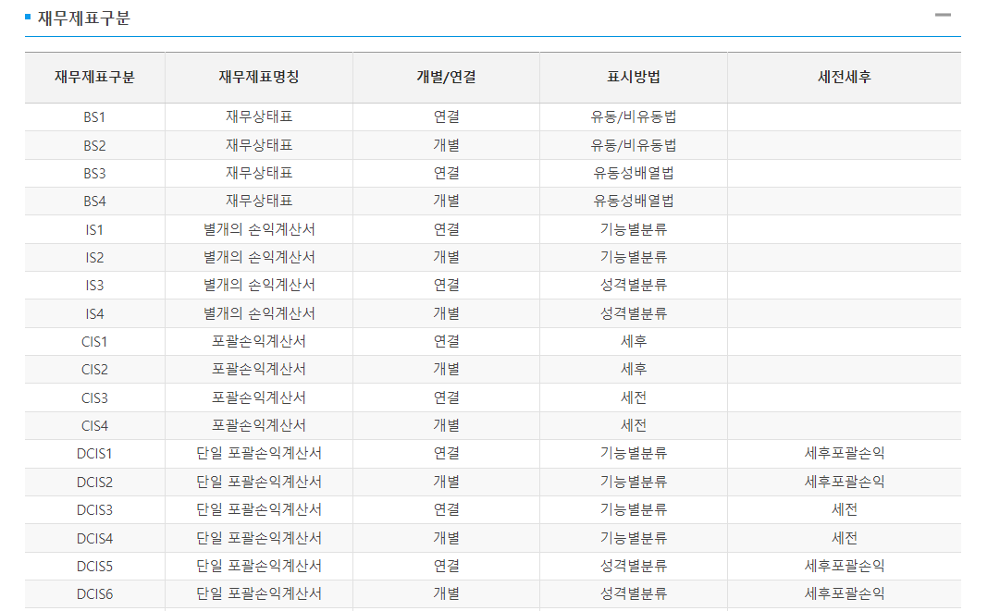 재무제표구분
재무제표구분 재무제표명칭 개별/연결 표시방법 세전세후
BS1 재무상태표 연결 유동/비유동법
BS2 재무상태표 개별 유동/비유동법
BS3 재무상태표 연결 유동성배열법
BS4 재무상태표 개별 유동성배열법
IS1 별개의 손익계산서 연결 기능별분류
IS2 별개의 손익계산서 개별 기능별분류
IS3 별개의 손익계산서 연결 성격별분류
IS4 별개의 손익계산서 개별 성격별분류
CIS1 포괄손익계산서 연결 세후
CIS2 포괄손익계산서 개별 세후
CIS3 포괄손익계산서 연결 세전
CIS4 포괄손익계산서 개별 세전
DCIS1 단일 포괄손익계산서 연결 기능별분류 세후포괄손익
DCIS2 단일 포괄손익계산서 개별 기능별분류 세후포괄손익
DCIS3 단일 포괄손익계산서 연결 기능별분류 세전
DCIS4 단일 포괄손익계산서 개별 기능별분류 세전
DCIS5 단일 포괄손익계산서 연결 성격별분류 세후포괄손익
DCIS6 단일 포괄손익계산서 개별 성격별분류 세후포괄손익